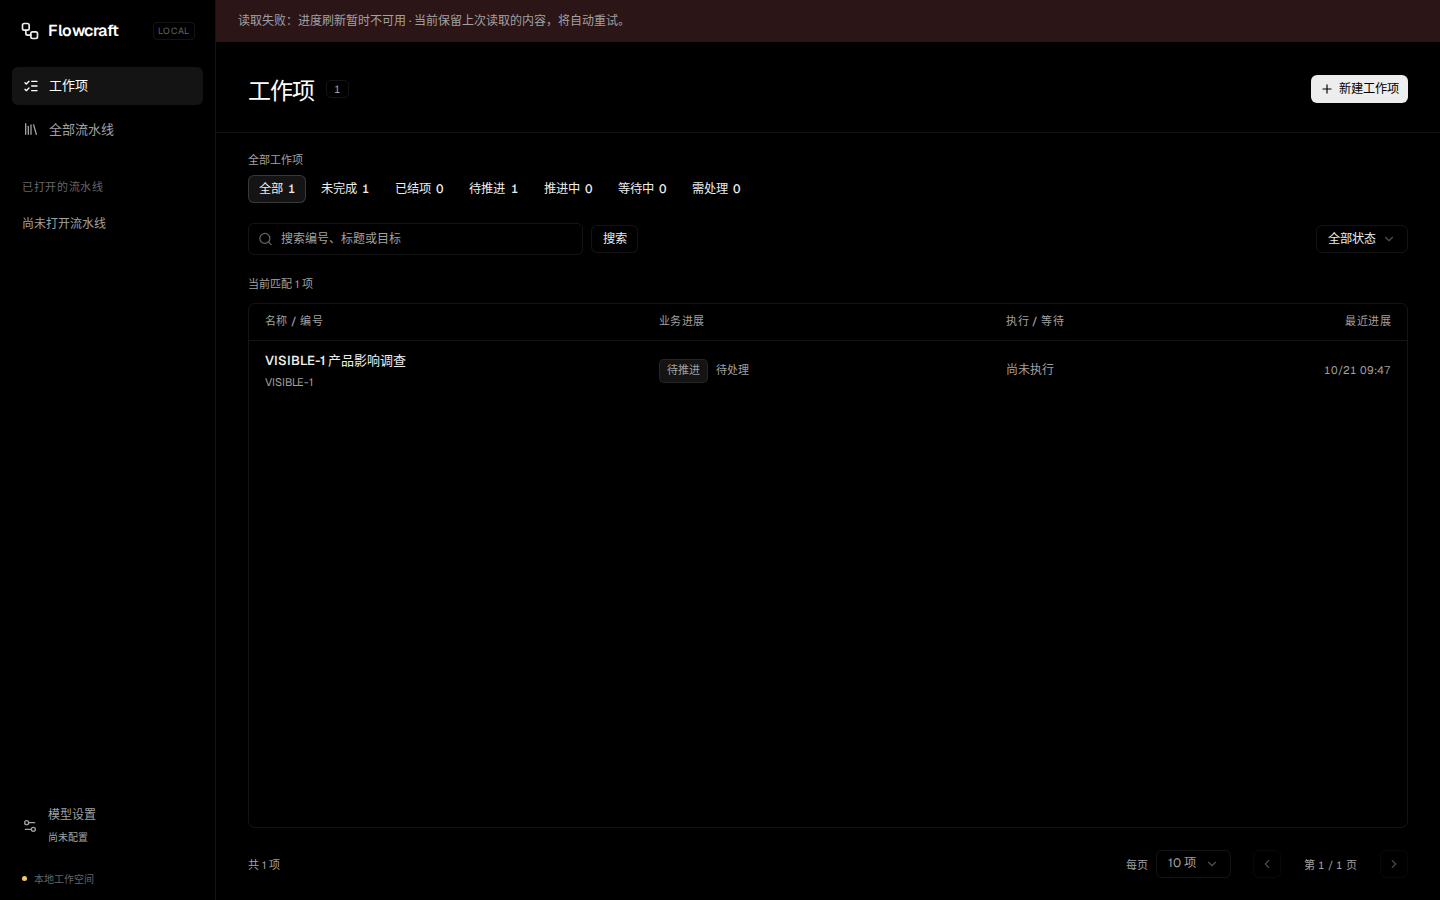 Flowcraft LOCAL
工作项
全部流水线
已打开的流水线
尚未打开流水线
模型设置
尚未配置
本地工作空间
读取失败：进度刷新暂时不可用 · 当前保留上次读取的内容，将自动重试。
工作项 1
新建工作项
全部工作项
全部 1 未完成 1 已结项 0 待推进 1 推进中 0 等待中 0 需处理 0
搜索编号、标题或目标 搜索 全部状态
当前匹配 1 项
名称 / 编号 业务进展 执行 / 等待 最近进展
VISIBLE-1 产品影响调查
VISIBLE-1
待推进 待处理 尚未执行 10/21 09:47
共 1 项 每页 10 项 第 1 / 1 页